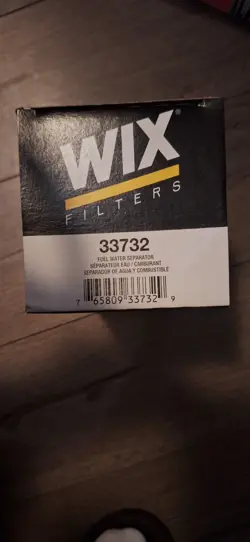 WIX
FILTERS
33732
FUEL WATER SEPARATOR
SÉPARATEUR EAU / CARBURANT
SEPARADOR DE AGUA Y COMBUSTIBLE
7 65809 33732 9